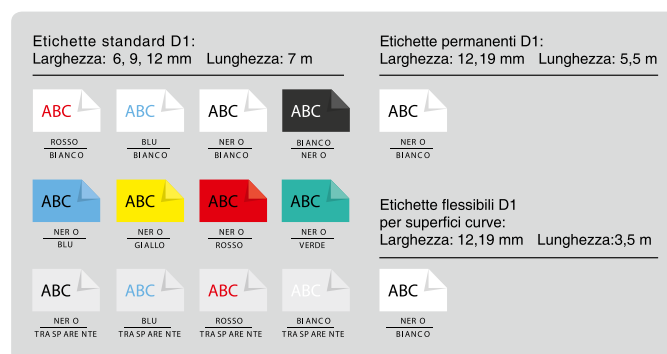 Etichette standard D1:
Larghezza: 6, 9, 12 mm Lunghezza: 7 m
ABC ABC ABC ABC
ROSSO BLU NERO BIANCO
BIANCO BIANCO BIANCO NERO
ABC ABC ABC ABC
NERO NERO NERO NERO
BLU GIALLO ROSSO VERDE
ABC ABC ABC ABC
NERO BLU ROSSO BIANCO
TRASPARENTE TRASPARENTE TRASPARENTE TRASPARENTE
Etichette permanenti D1:
Larghezza: 12,19 mm Lunghezza: 5,5 m
ABC
NERO
BIANCO
Etichette flessibili D1
per superfici curve:
Larghezza: 12,19 mm Lunghezza:3,5 m
ABC
NERO
BIANCO